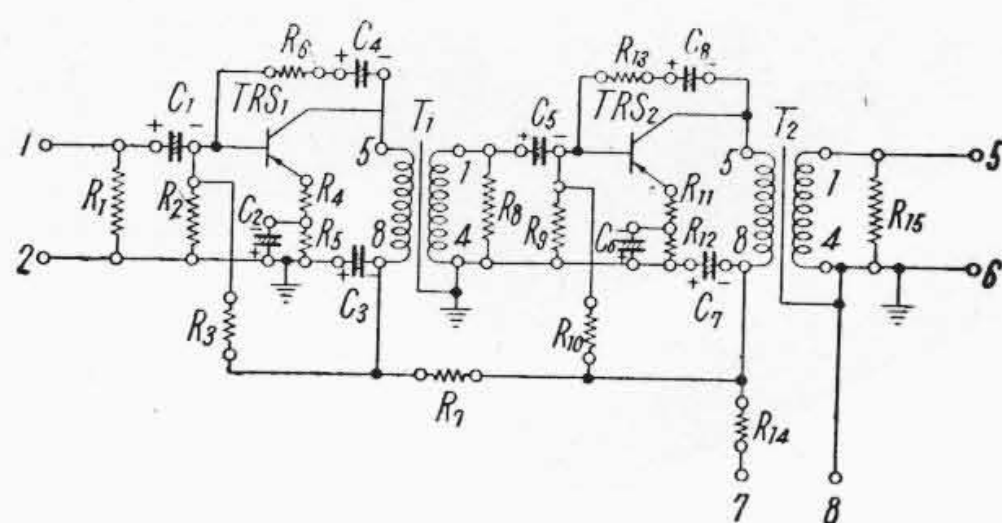 R6 C4 R13 C8
C1 TRS1 T1 C5 TRS2 T2
+ - + - + - + -
1 5 1 5 1 5
R1 R2 C2 R4 R5 8 4 R8 R9 C6 R11 R12 8 4 R15
2 - + + - - + + - 6
C3 C7
R3 R10
R7 R14
7 8